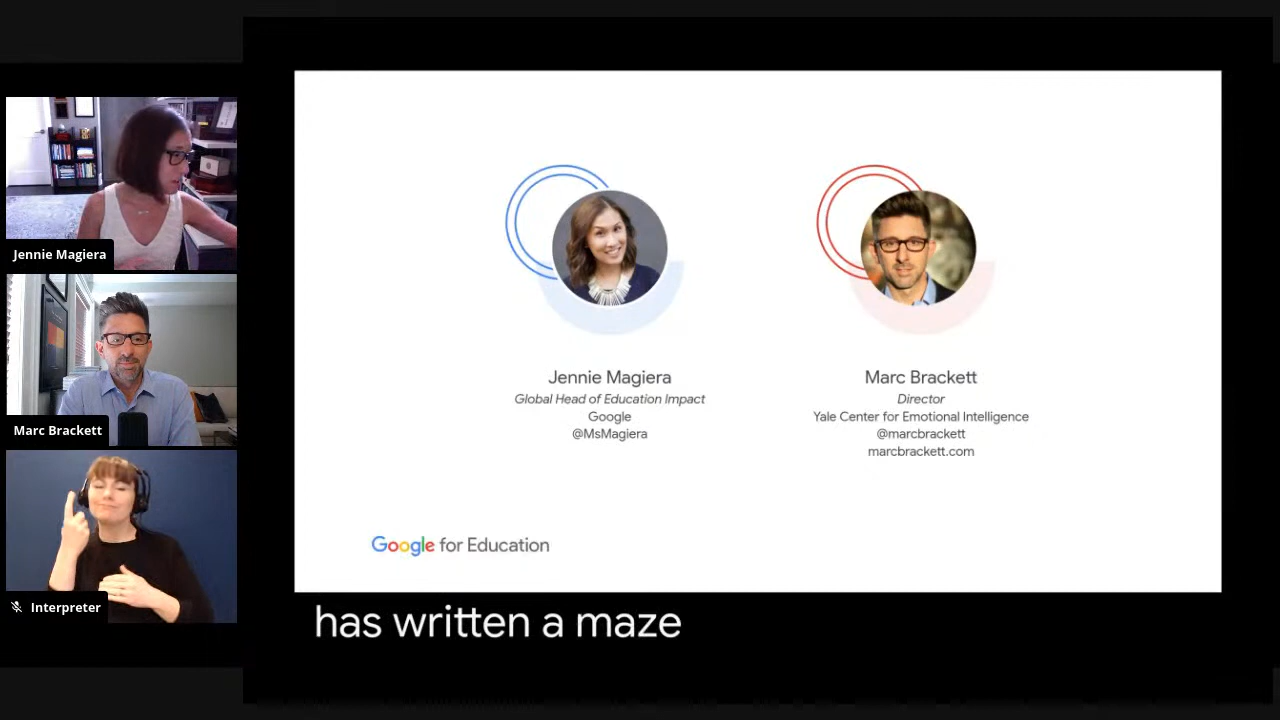 Jennie Magiera
Marc Brackett
Interpreter
Jennie Magiera
Global Head of Education Impact
Google
@MsMagiera
Marc Brackett
Director
Yale Center for Emotional Intelligence
@marcbrackett
marcbrackett.com
Google for Education
has written a maze